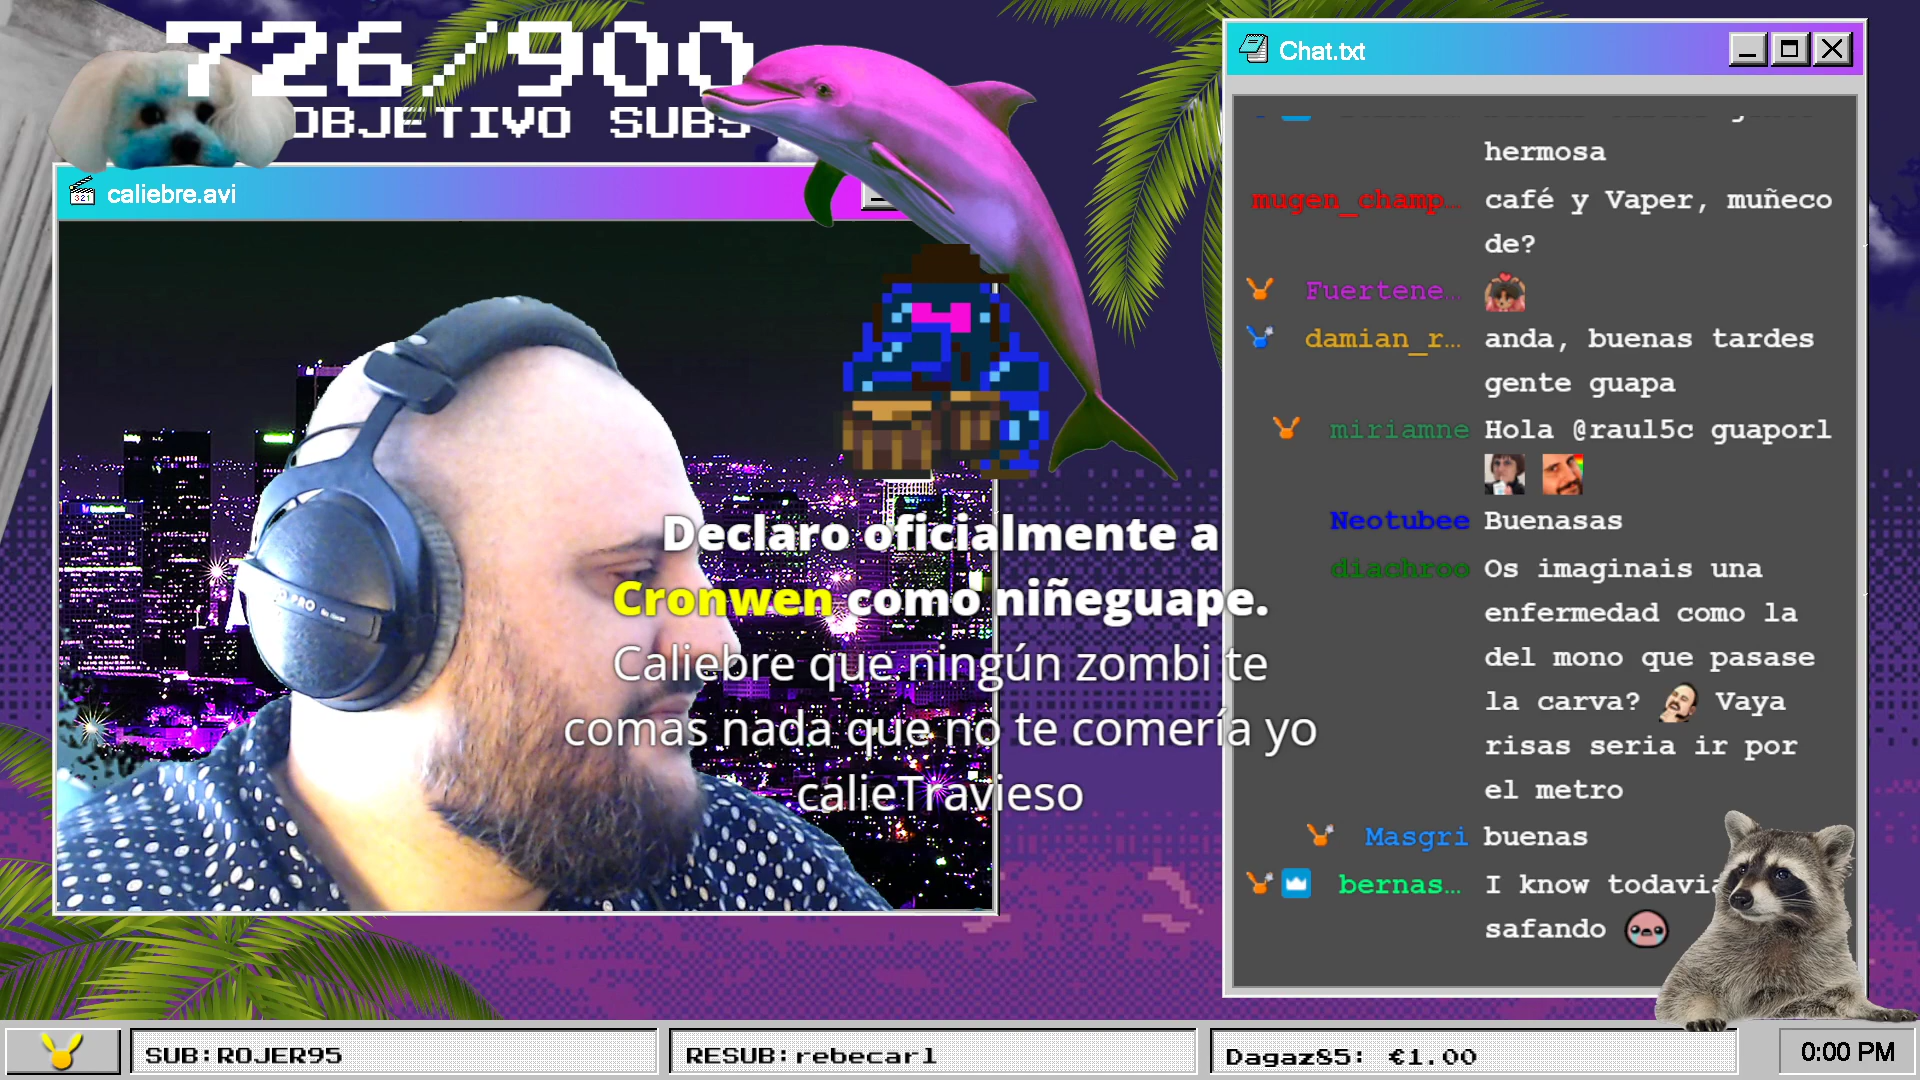 726/900
OBJETIVO SUBS
caliebre.avi
Declaro oficialmente a
Cronwen como niñeguape.
Caliebre que ningún zombi te
comas nada que no te comería yo
calieTravieso
Chat.txt
hermosa
mugen_champ… café y Vaper, muñeco
de?
Fuertene…
damian_r… anda, buenas tardes
gente guapa
miriamne Hola @raul5c guaporl
Neotubee Buenasas
diachroo Os imaginais una
enfermedad como la
del mono que pasase
la carva? Vaya
risas seria ir por
el metro
Masgri buenas
bernas… I know todavia
safando
SUB:ROJER95
RESUB:rebecarl
Dagaz85: €1.00
0:00 PM